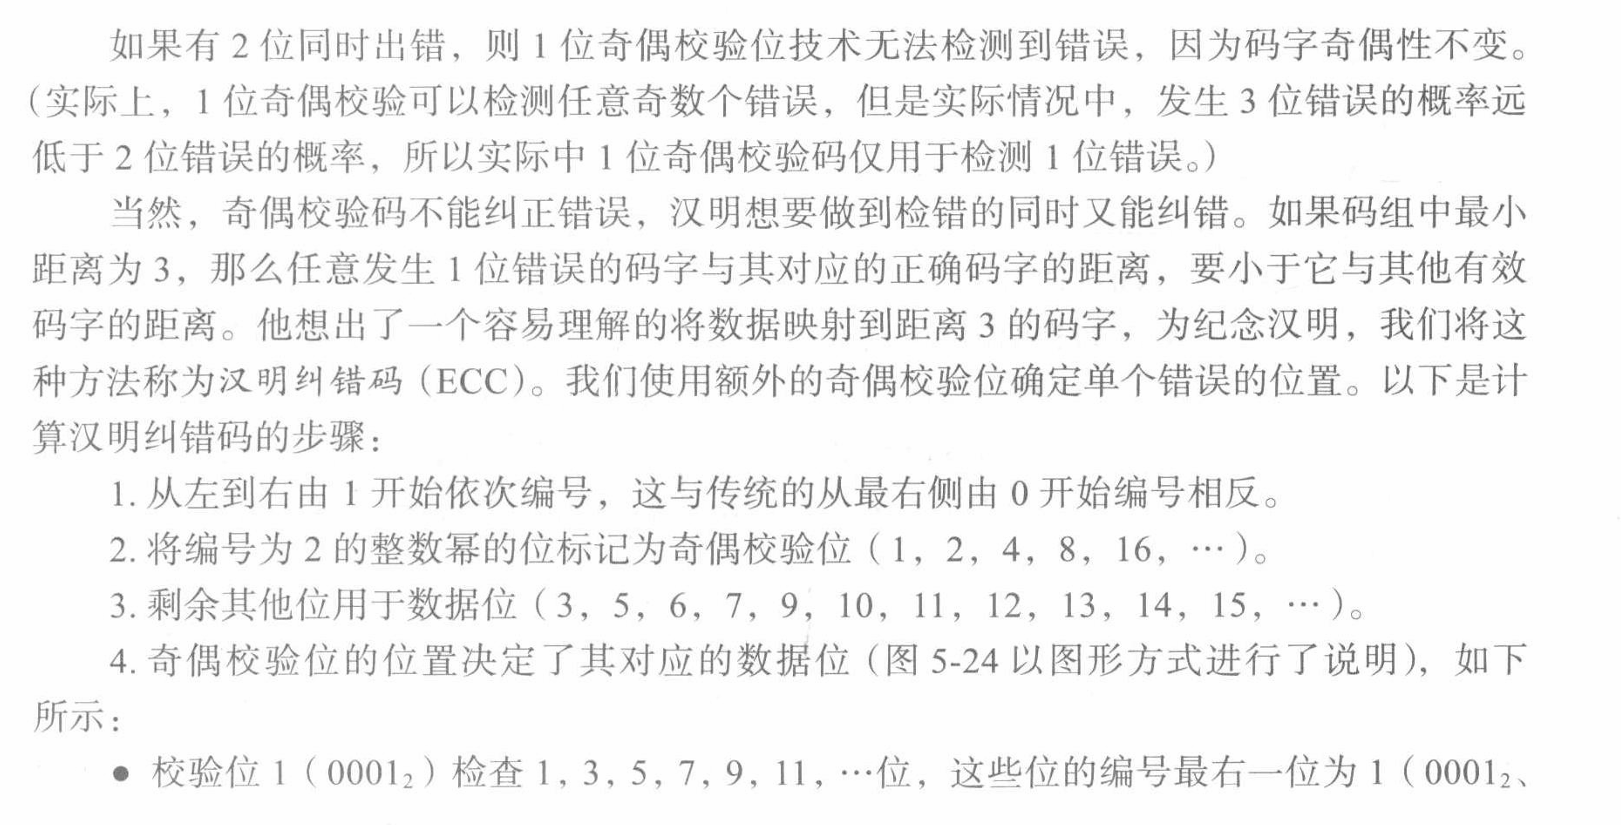 如果有 2 位同时出错，则 1 位奇偶校验位技术无法检测到错误，因为码字奇偶性不变。
（实际上，1 位奇偶校验可以检测任意奇数个错误，但是实际情况中，发生 3 位错误的概率远
低于 2 位错误的概率，所以实际中 1 位奇偶校验码仅用于检测 1 位错误。）
当然，奇偶校验码不能纠正错误，汉明想要做到检错的同时又能纠错。如果码组中最小
距离为 3，那么任意发生 1 位错误的码字与其对应的正确码字的距离，要小于它与其他有效
码字的距离。他想出了一个容易理解的将数据映射到距离 3 的码字，为纪念汉明，我们将这
种方法称为汉明纠错码（ECC）。我们使用额外的奇偶校验位确定单个错误的位置。以下是计
算汉明纠错码的步骤：
1. 从左到右由 1 开始依次编号，这与传统的从最右侧由 0 开始编号相反。
2. 将编号为 2 的整数幂的位标记为奇偶校验位（1，2，4，8，16，…）。
3. 剩余其他位用于数据位（3，5，6，7，9，10，11，12，13，14，15，…）。
4. 奇偶校验位的位置决定了其对应的数据位（图 5-24 以图形方式进行了说明），如下
所示：
● 校验位 1（0001₂）检查 1，3，5，7，9，11，…位，这些位的编号最右一位为 1（0001₂、